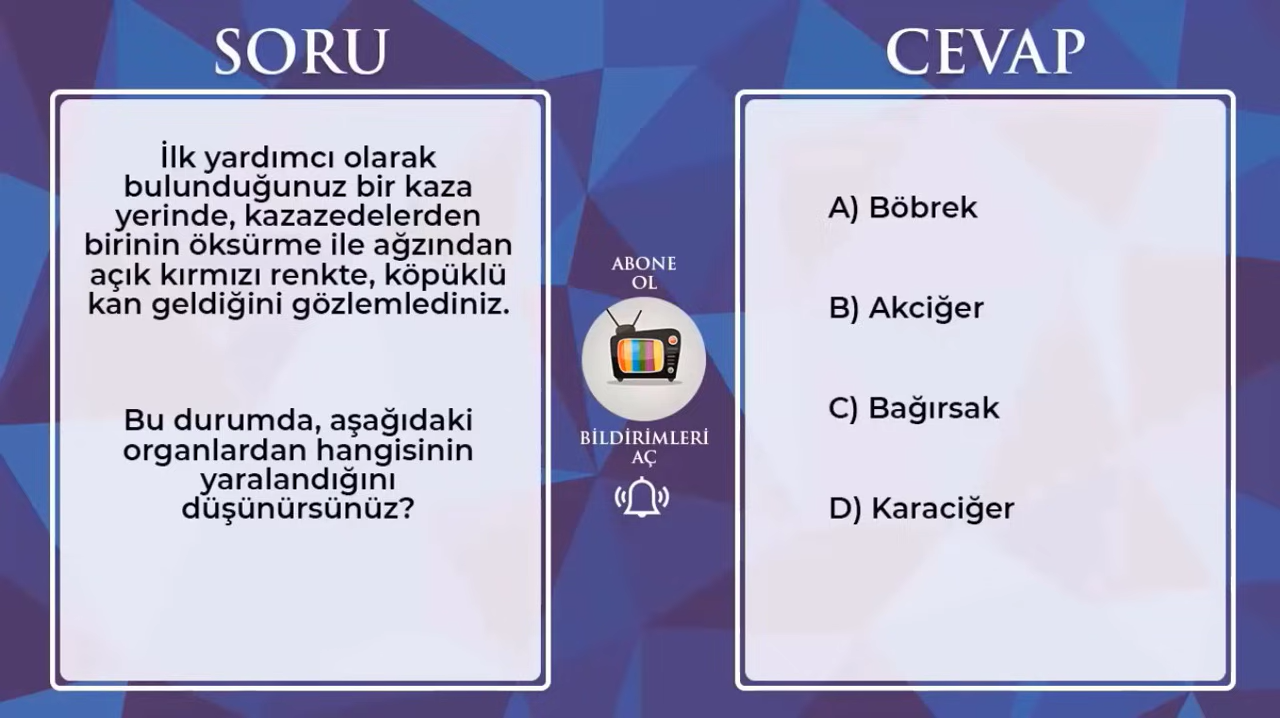 SORU
İlk yardımcı olarak
bulunduğunuz bir kaza
yerinde, kazazedelerden
birinin öksürme ile ağzından
açık kırmızı renkte, köpüklü
kan geldiğini gözlemlediniz.
Bu durumda, aşağıdaki
organlardan hangisinin
yaralandığını
düşünürsünüz?
ABONE
OL
BİLDİRİMLERİ
AÇ
CEVAP
A) Böbrek
B) Akciğer
C) Bağırsak
D) Karaciğer